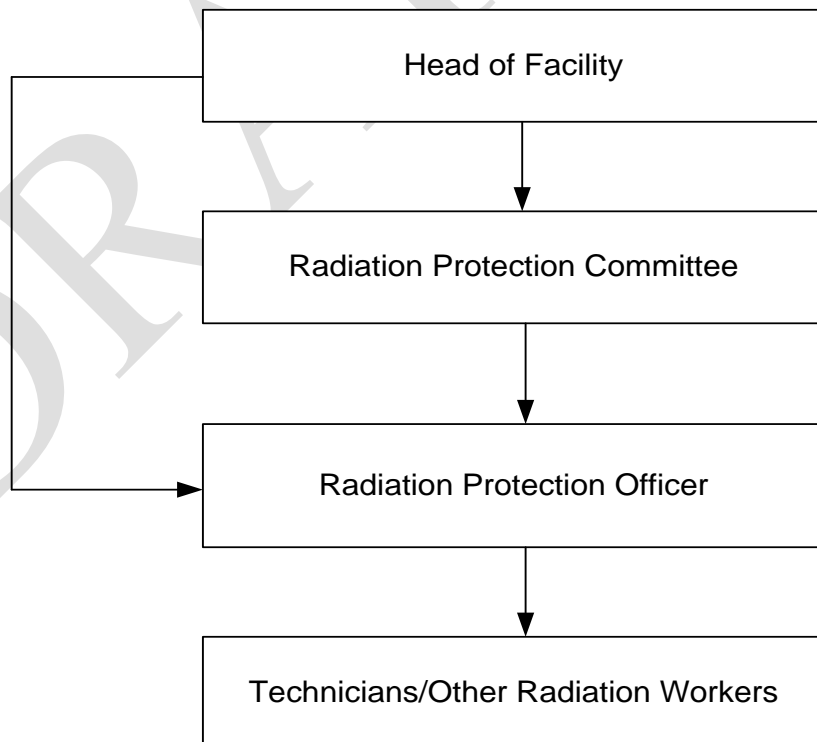 Head of Facility
Radiation Protection Committee
Radiation Protection Officer
Technicians/Other Radiation Workers